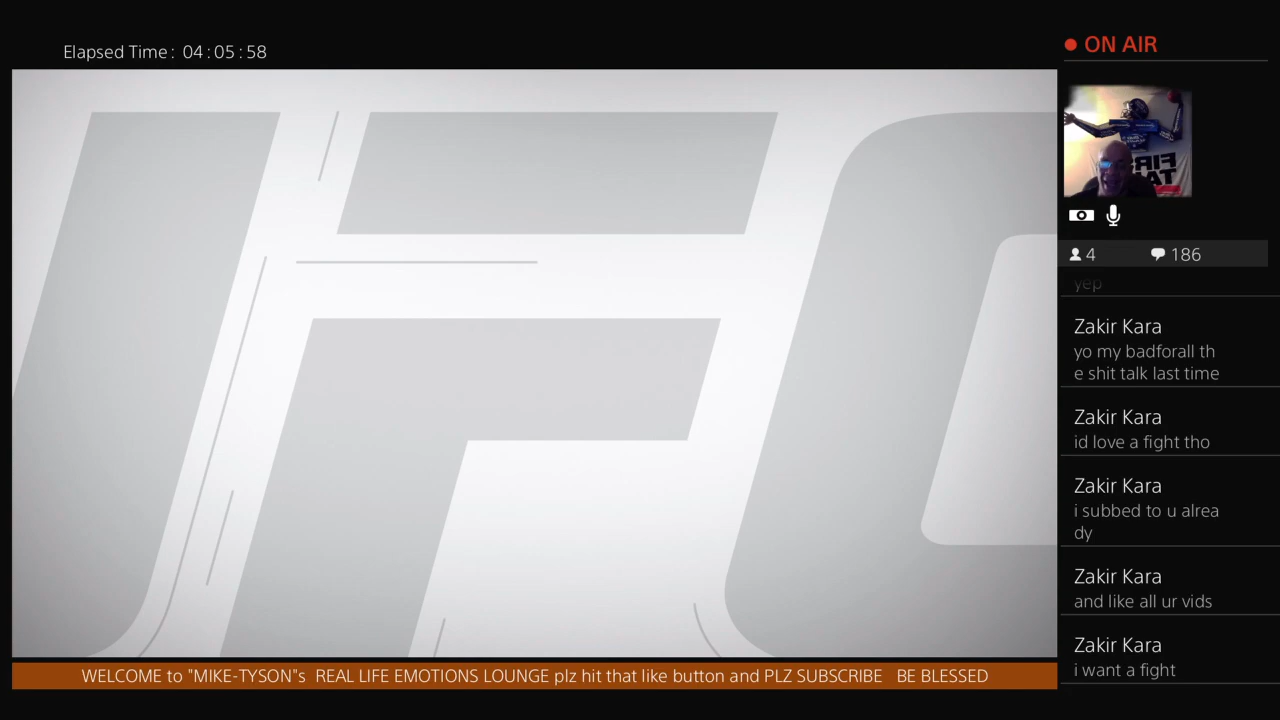 Elapsed Time: 04:05:58
ON AIR
UFC
4 186
yep
Zakir Kara
yo my badforall th
e shit talk last time
Zakir Kara
id love a fight tho
Zakir Kara
i subbed to u alrea
dy
Zakir Kara
and like all ur vids
Zakir Kara
i want a fight
WELCOME to "MIKE-TYSON"s REAL LIFE EMOTIONS LOUNGE plz hit that like button and PLZ SUBSCRIBE BE BLESSED